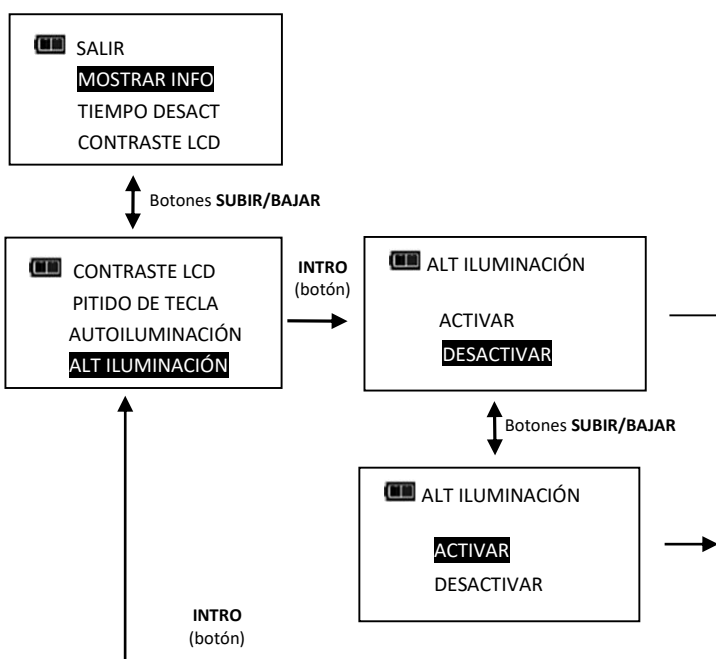 SALIR
MOSTRAR INFO
TIEMPO DESACT
CONTRASTE LCD
Botones SUBIR/BAJAR
CONTRASTE LCD
PITIDO DE TECLA
AUTOILUMINACIÓN
ALT ILUMINACIÓN
INTRO
(botón)
ALT ILUMINACIÓN
ACTIVAR
DESACTIVAR
Botones SUBIR/BAJAR
ALT ILUMINACIÓN
ACTIVAR
DESACTIVAR
INTRO
(botón)